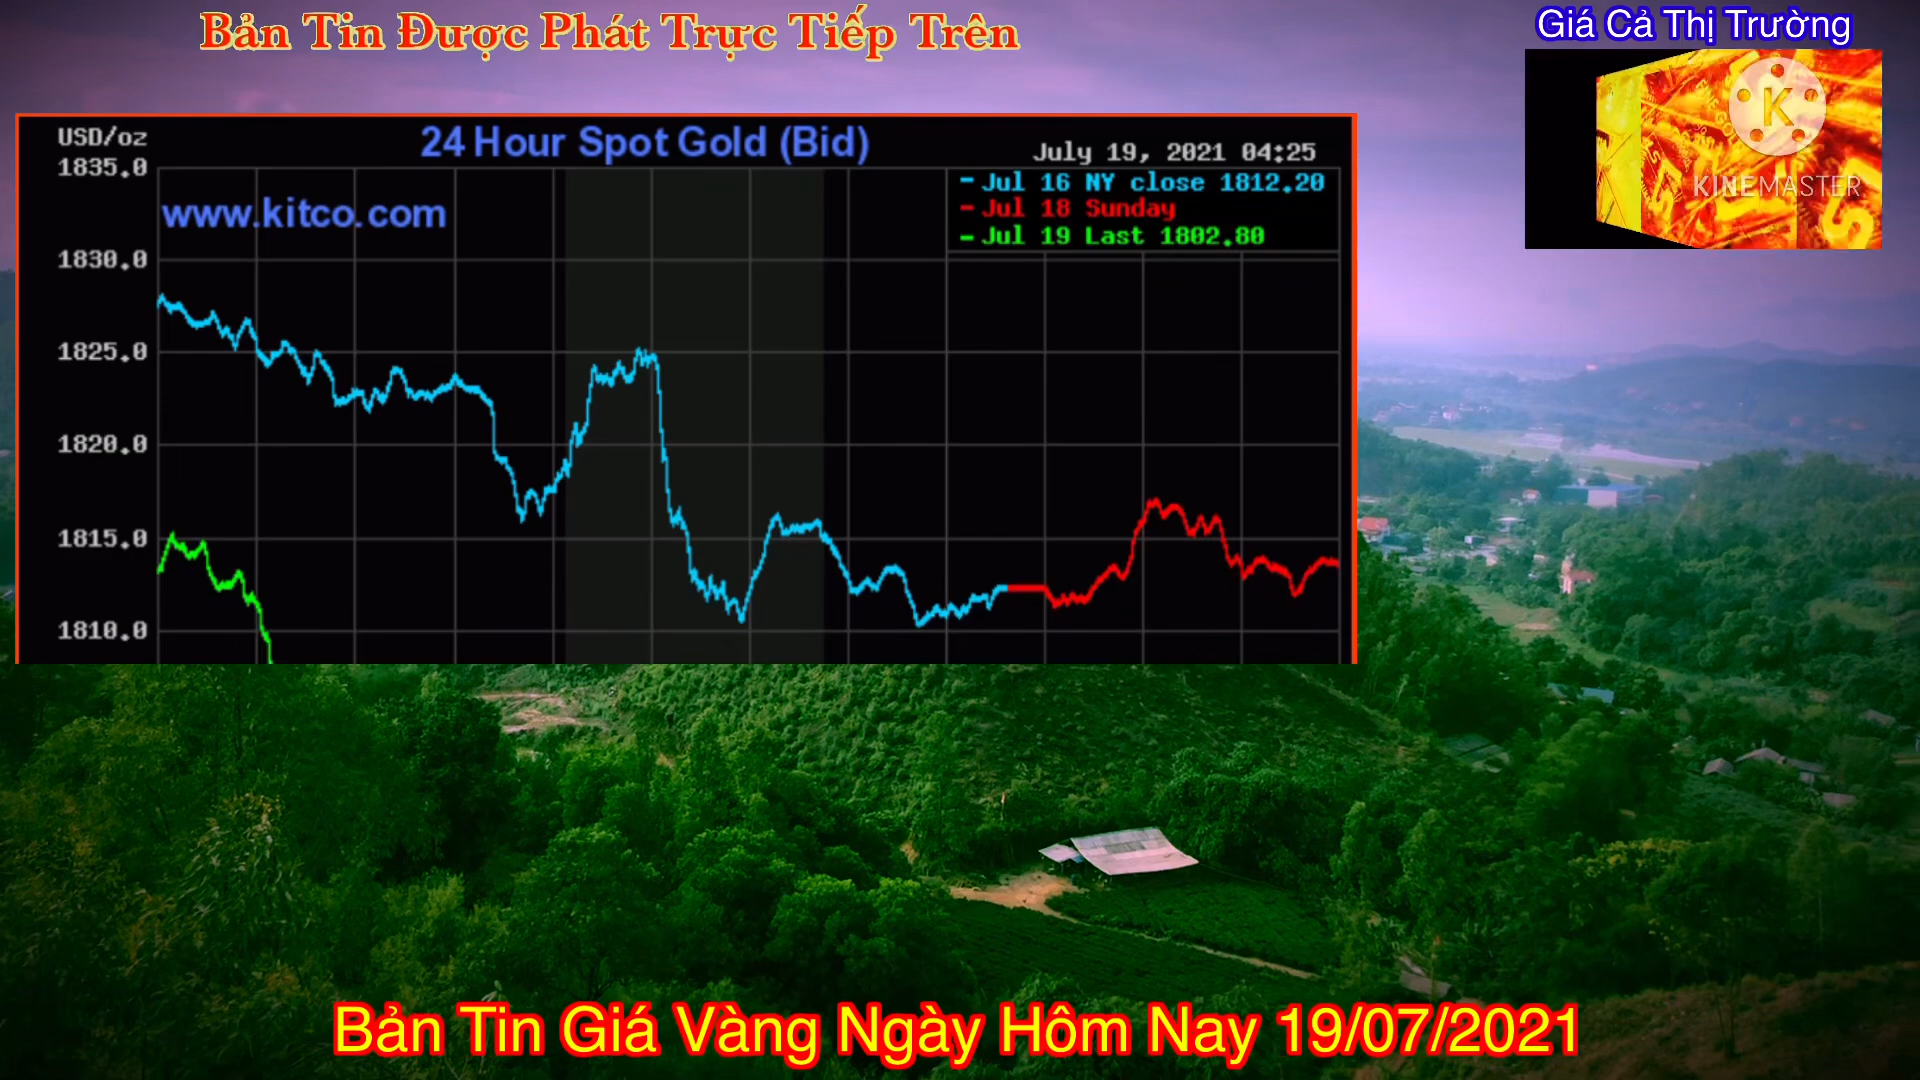 Bản Tin Được Phát Trực Tiếp Trên
Giá Cả Thị Trường
K
KINEMASTER
USD/oz
24 Hour Spot Gold (Bid)
July 19, 2021 04:25
1835.0
Jul 16 NY close 1812.20
www.kitco.com
Jul 18 Sunday
Jul 19 Last 1802.80
1830.0
1825.0
1820.0
1815.0
1810.0
Bản Tin Giá Vàng Ngày Hôm Nay 19/07/2021